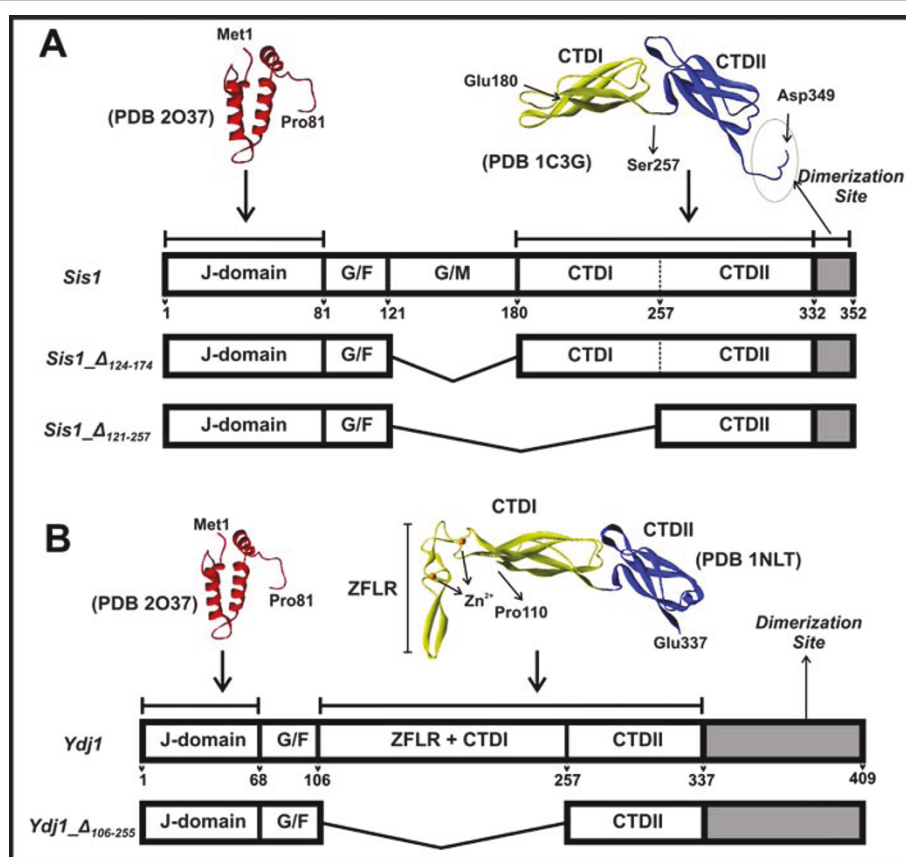 A
Met1
(PDB 2O37)
Pro81
CTDI
CTDII
Glu180
Asp349
(PDB 1C3G)
Ser257
Dimerization
Site
Sis1
J-domain G/F G/M CTDI CTDII
1 81 121 180 257 332 352
Sis1_Δ124-174
J-domain G/F CTDI CTDII
Sis1_Δ121-257
J-domain G/F CTDII
B
Met1
(PDB 2O37)
Pro81
CTDI
CTDII
(PDB 1NLT)
ZFLR
Zn2+
Pro110
Glu337
Dimerization
Site
Ydj1
J-domain G/F ZFLR + CTDI CTDII
1 68 106 257 337 409
Ydj1_Δ106-255
J-domain G/F CTDII